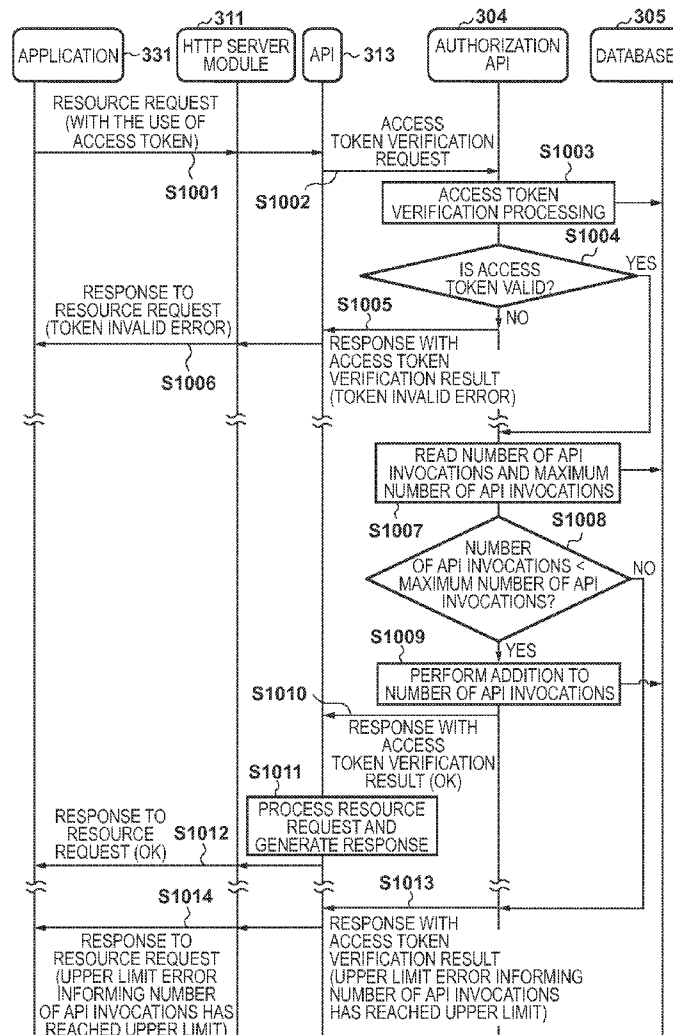 311
304
305
APPLICATION
331
HTTP SERVER
MODULE
API
313
AUTHORIZATION
API
DATABASE
RESOURCE REQUEST
(WITH THE USE OF
ACCESS TOKEN)
S1001
ACCESS
TOKEN VERIFICATION
REQUEST
S1002
S1003
ACCESS TOKEN
VERIFICATION PROCESSING
S1004
IS ACCESS
TOKEN VALID?
YES
NO
S1005
RESPONSE WITH
ACCESS TOKEN
VERIFICATION RESULT
(TOKEN INVALID ERROR)
RESPONSE TO
RESOURCE REQUEST
(TOKEN INVALID ERROR)
S1006
READ NUMBER OF API
INVOCATIONS AND MAXIMUM
NUMBER OF API INVOCATIONS
S1007
S1008
NUMBER
OF API INVOCATIONS <
MAXIMUM NUMBER OF API
INVOCATIONS?
NO
YES
S1009
PERFORM ADDITION TO
NUMBER OF API INVOCATIONS
S1010
RESPONSE WITH
ACCESS
TOKEN VERIFICATION
RESULT (OK)
S1011
PROCESS RESOURCE
REQUEST AND
GENERATE RESPONSE
RESPONSE TO
RESOURCE
REQUEST (OK)
S1012
S1013
RESPONSE WITH
ACCESS TOKEN
VERIFICATION RESULT
(UPPER LIMIT ERROR INFORMING
NUMBER OF API INVOCATIONS
HAS REACHED UPPER LIMIT)
S1014
RESPONSE TO
RESOURCE REQUEST
(UPPER LIMIT ERROR
INFORMING NUMBER
OF API INVOCATIONS HAS
REACHED UPPER LIMIT)